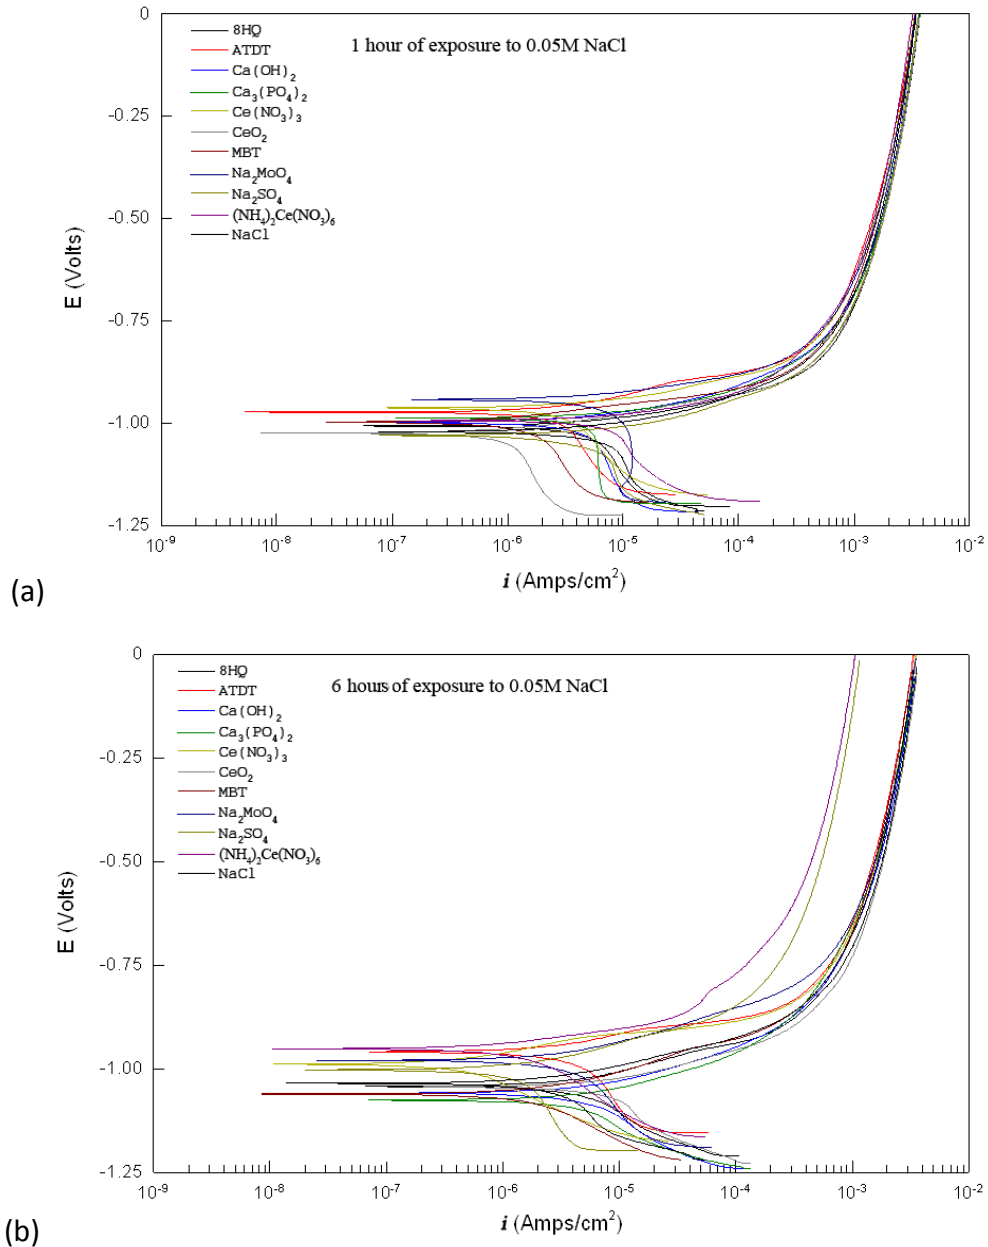 0
-0.25
-0.50
-0.75
-1.00
-1.25
E (Volts)
8HQ
ATDT
Ca(OH)₂
Ca₃(PO₄)₂
Ce(NO₃)₃
CeO₂
MBT
Na₂MoO₄
Na₂SO₄
(NH₄)₂Ce(NO₃)₆
NaCl
1 hour of exposure to 0.05M NaCl
10⁻⁹ 10⁻⁸ 10⁻⁷ 10⁻⁶ 10⁻⁵ 10⁻⁴ 10⁻³ 10⁻²
i (Amps/cm²)
(a)
0
-0.25
-0.50
-0.75
-1.00
-1.25
E (Volts)
8HQ
ATDT
Ca(OH)₂
Ca₃(PO₄)₂
Ce(NO₃)₃
CeO₂
MBT
Na₂MoO₄
Na₂SO₄
(NH₄)₂Ce(NO₃)₆
NaCl
6 hours of exposure to 0.05M NaCl
10⁻⁹ 10⁻⁸ 10⁻⁷ 10⁻⁶ 10⁻⁵ 10⁻⁴ 10⁻³ 10⁻²
i (Amps/cm²)
(b)